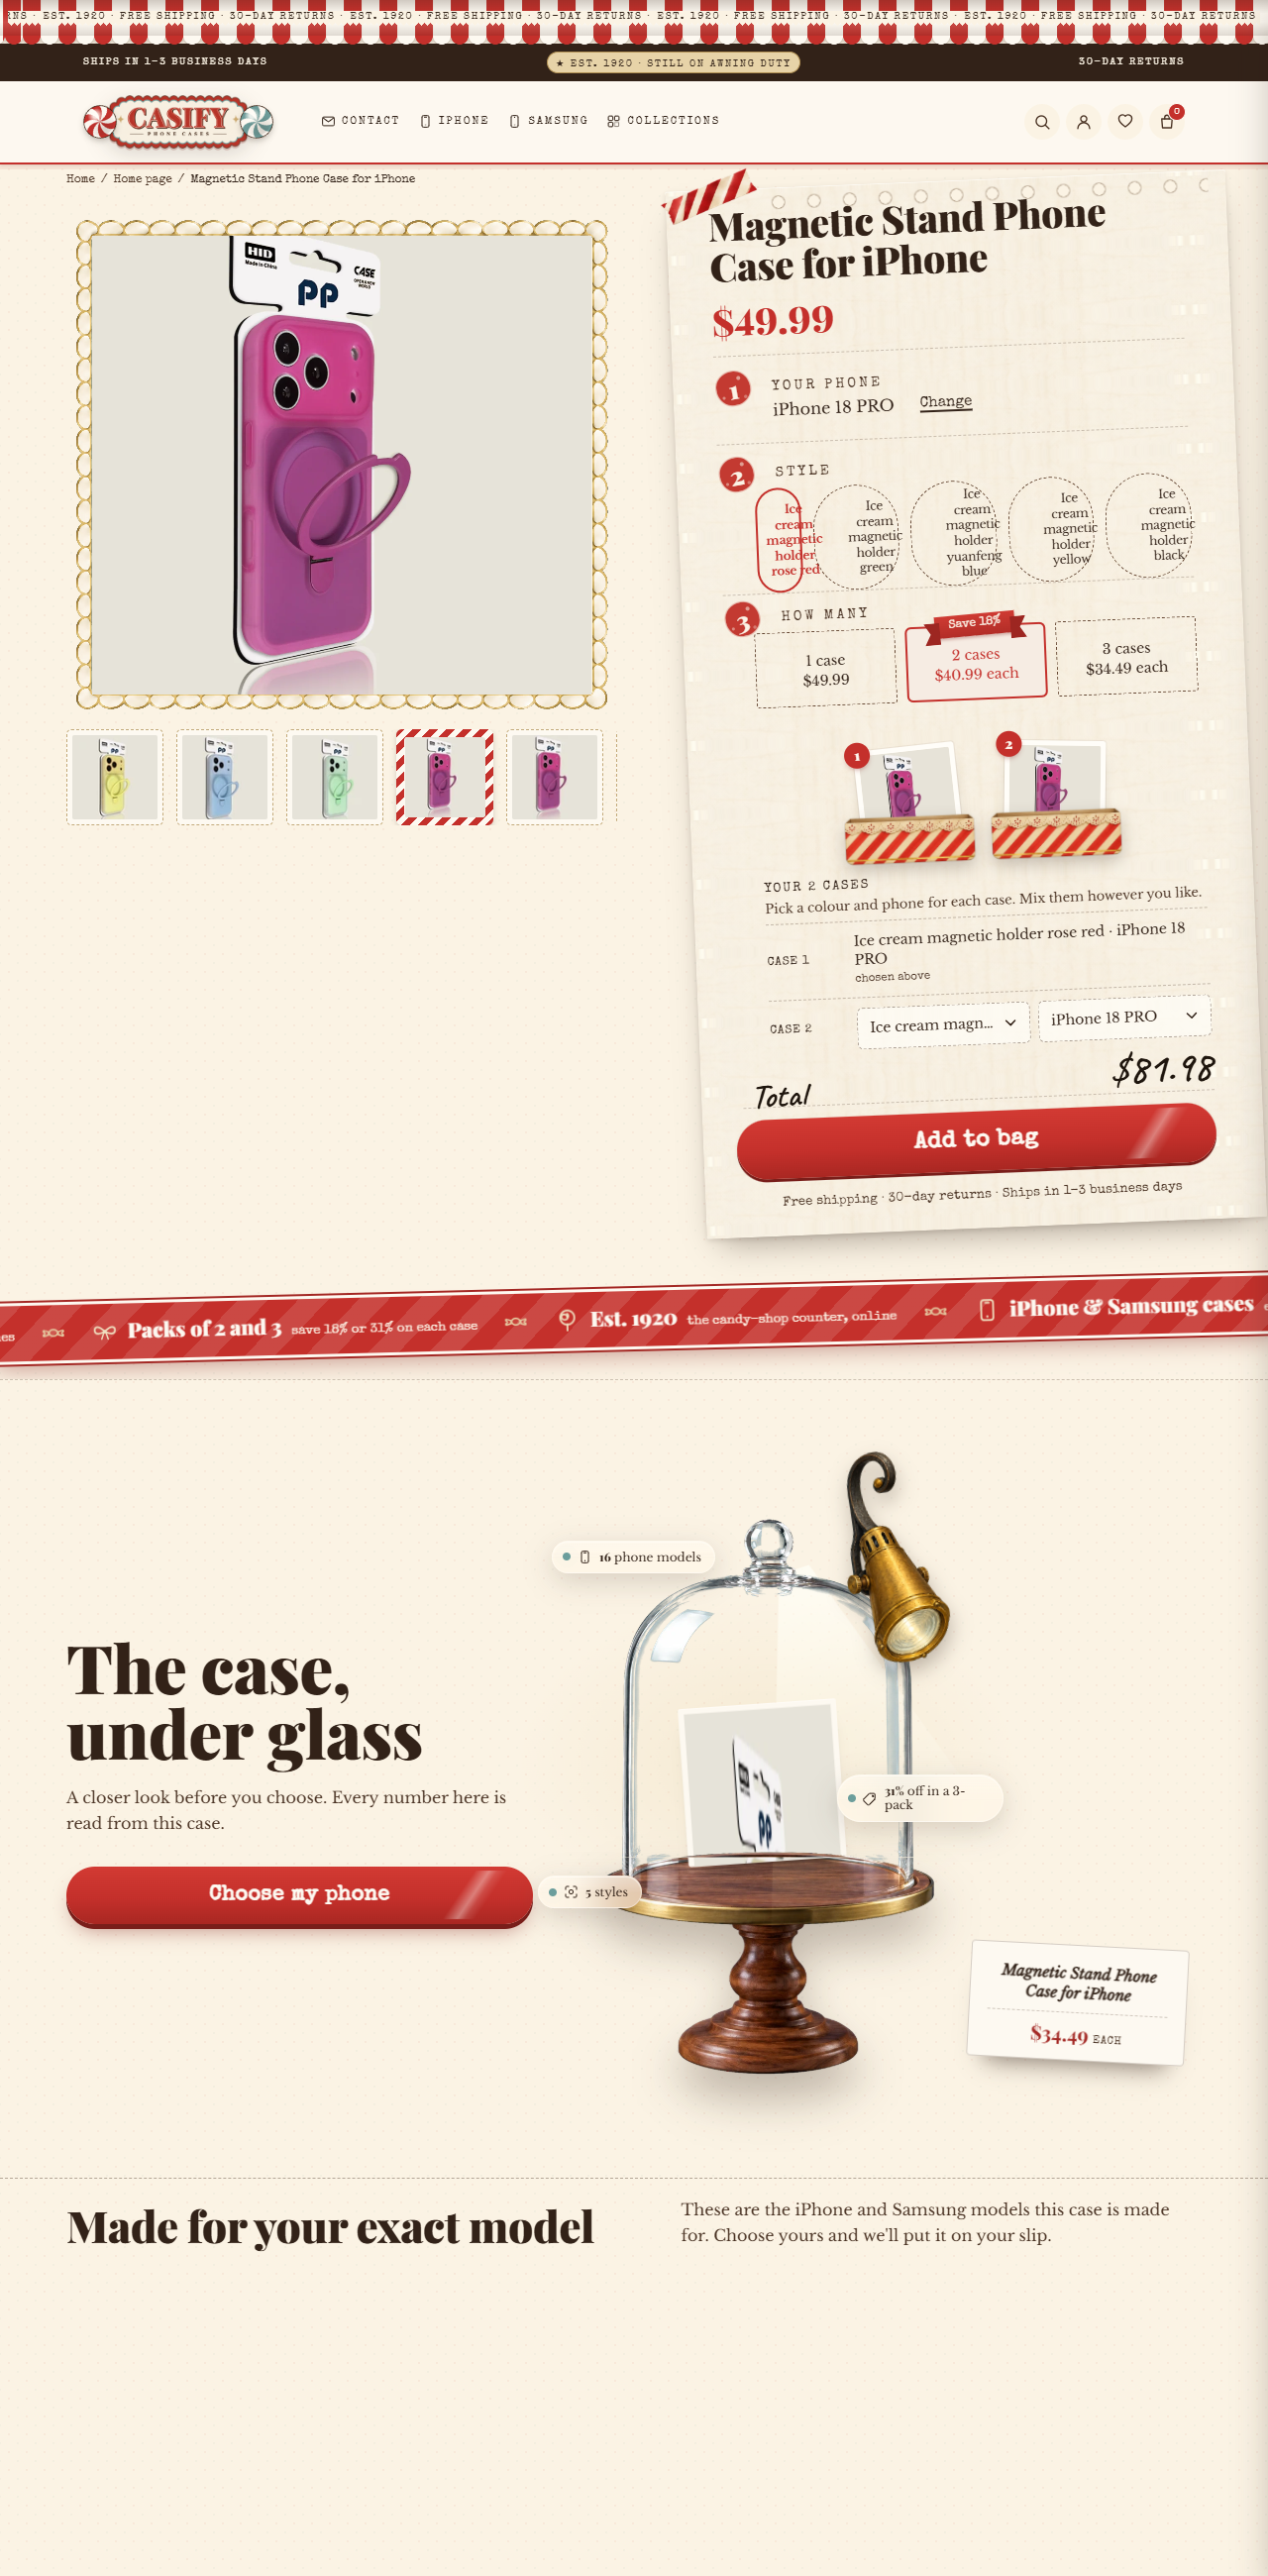 RNS · EST. 1920 · FREE SHIPPING · 30-DAY RETURNS · EST. 1920 · FREE SHIPPING · 30-DAY RETURNS · EST. 1920 · FREE SHIPPING · 30-DAY RETURNS · EST. 1920 · FREE SHIPPING · 30-DAY RETURNS
SHIPS IN 1-3 BUSINESS DAYS
★ EST. 1920 · STILL ON AWNING DUTY
30-DAY RETURNS
CASIFY
PHONE CASES
CONTACT
IPHONE
SAMSUNG
COLLECTIONS
0
Home / Home page / Magnetic Stand Phone Case for iPhone
HID
Made in China
CASE
PP
Magnetic Stand Phone
Case for iPhone
$49.99
1
YOUR PHONE
iPhone 18 PRO Change
2
STYLE
Ice
cream
magnetic
holder
rose red
Ice
cream
magnetic
holder
green
Ice
cream
magnetic
holder
yuanfeng
blue
Ice
cream
magnetic
holder
yellow
Ice
cream
magnetic
holder
black
3
HOW MANY
1 case
$49.99
Save 18%
2 cases
$40.99 each
3 cases
$34.49 each
1
PP
2
PP
YOUR 2 CASES
Pick a colour and phone for each case. Mix them however you like.
CASE 1
Ice cream magnetic holder rose red · iPhone 18
PRO
chosen above
CASE 2
Ice cream magn...
iPhone 18 PRO
Total
$81.98
Add to bag
Free shipping · 30-day returns · Ships in 1-3 business days
es
Packs of 2 and 3 save 18% or 31% on each case
Est. 1920 the candy-shop counter, online
iPhone & Samsung cases
16 phone models
The case,
under glass
A closer look before you choose. Every number here is
read from this case.
Choose my phone
31% off in a 3-
pack
PP
5 styles
Magnetic Stand Phone
Case for iPhone
$34.49 EACH
Made for your exact model
These are the iPhone and Samsung models this case is made
for. Choose yours and we'll put it on your slip.